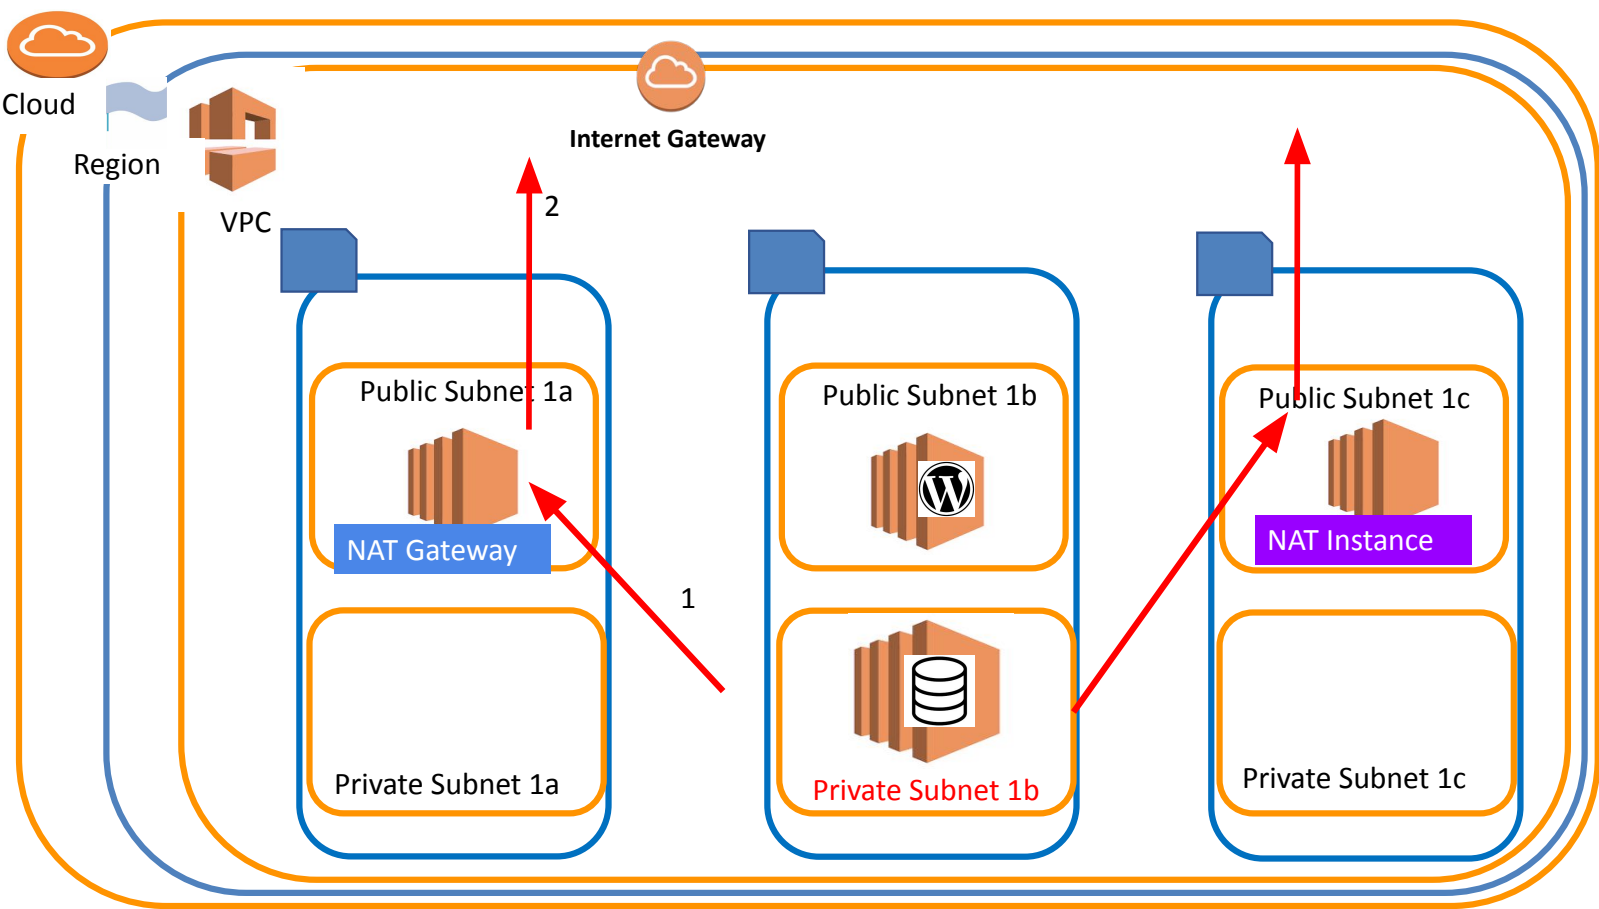 Cloud
Region
VPC
Internet Gateway
2
Public Subnet 1a
Public Subnet 1b
Public Subnet 1c
NAT Gateway
NAT Instance
1
Private Subnet 1a
Private Subnet 1b
Private Subnet 1c